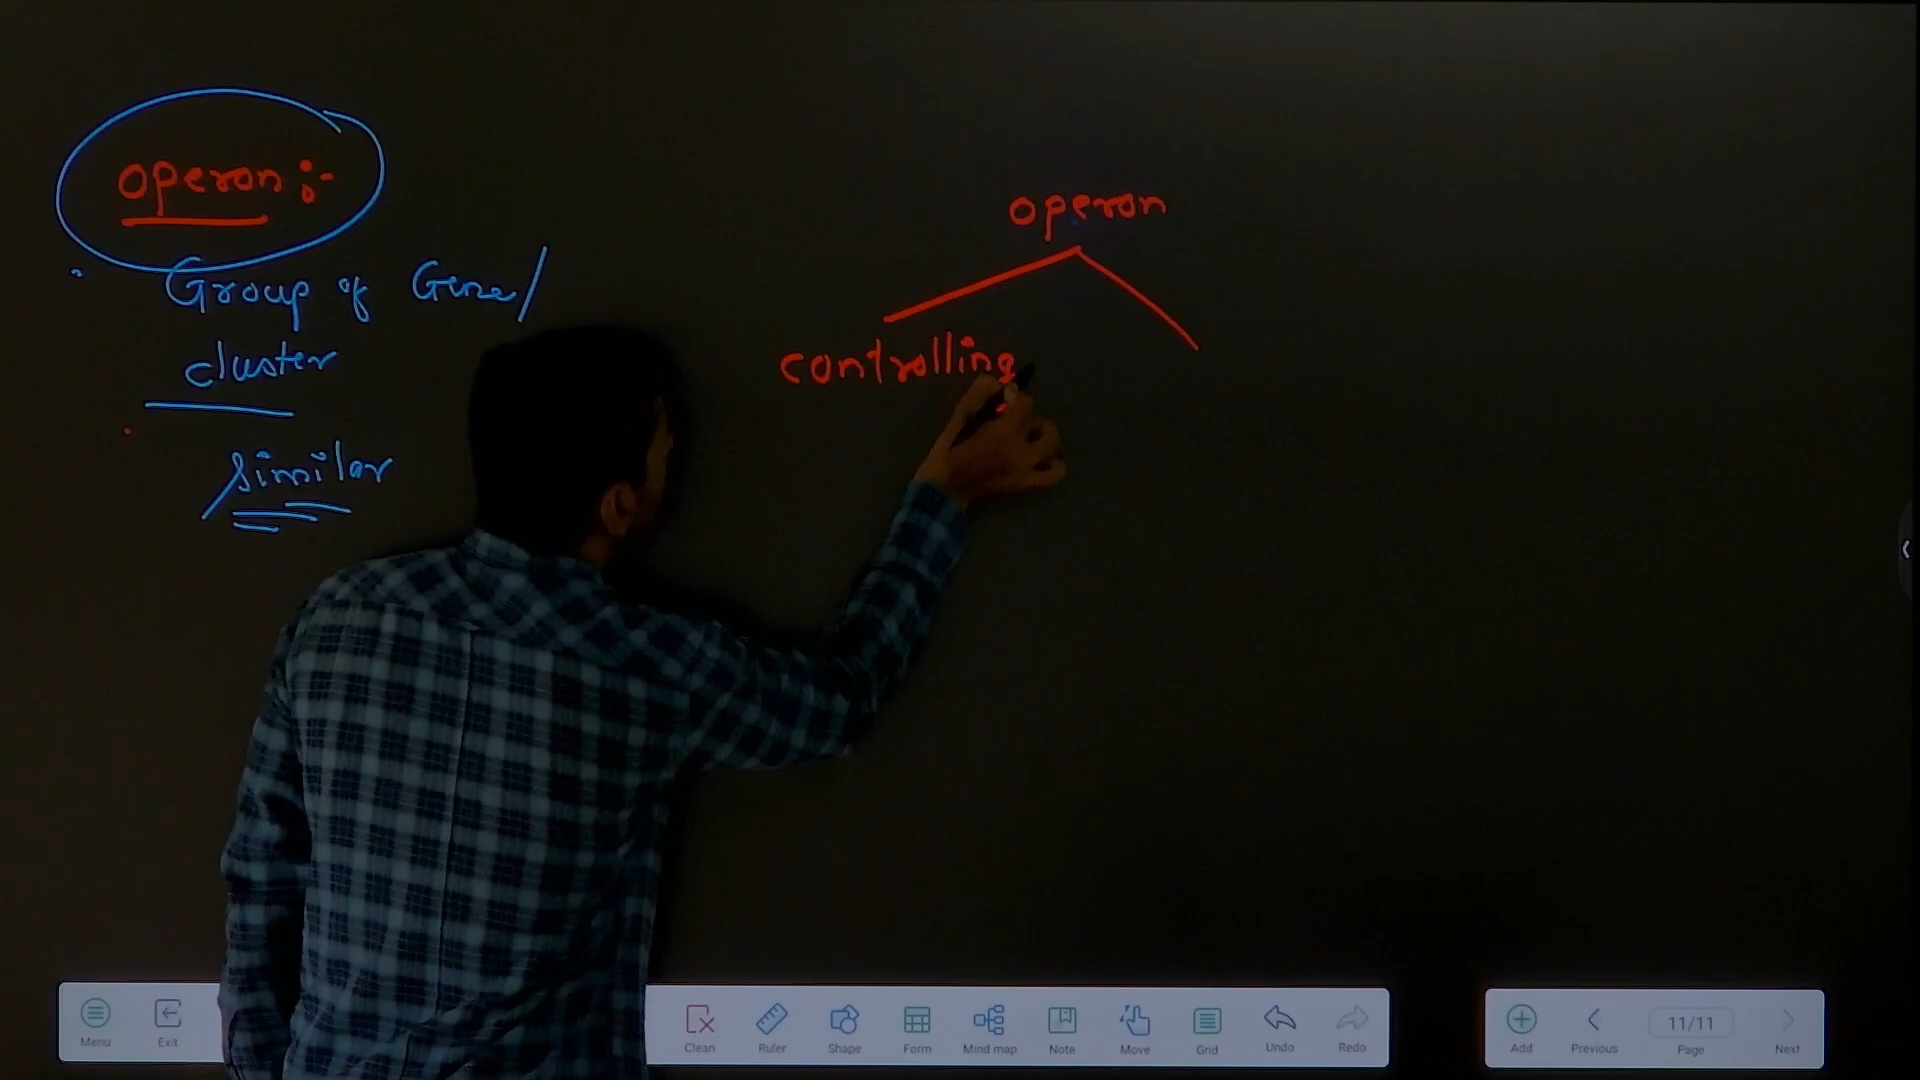 operon :-
Group of Gene/
cluster
similar
operon
controlling
Menu
Exit
Clean
Ruler
Shape
Form
Mind map
Note
Move
Grid
Undo
Redo
Add
Previous
11/11
Page
Next